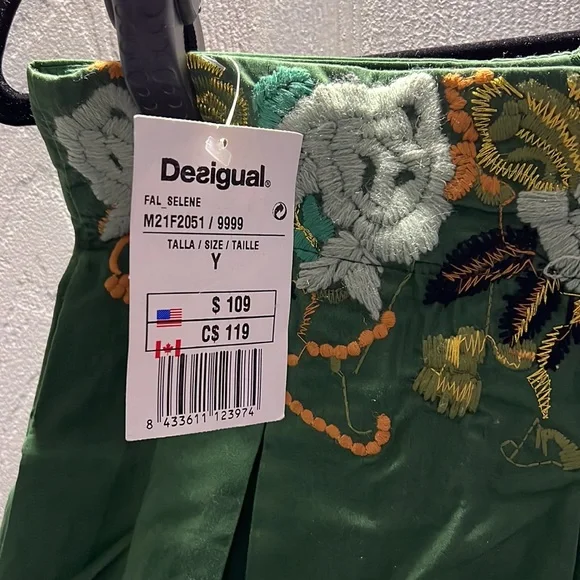 Desigual®
FAL_SELENE
M21F2051 / 9999
TALLA / SIZE / TAILLE
Y
$ 109
C$ 119
8 433611 123974